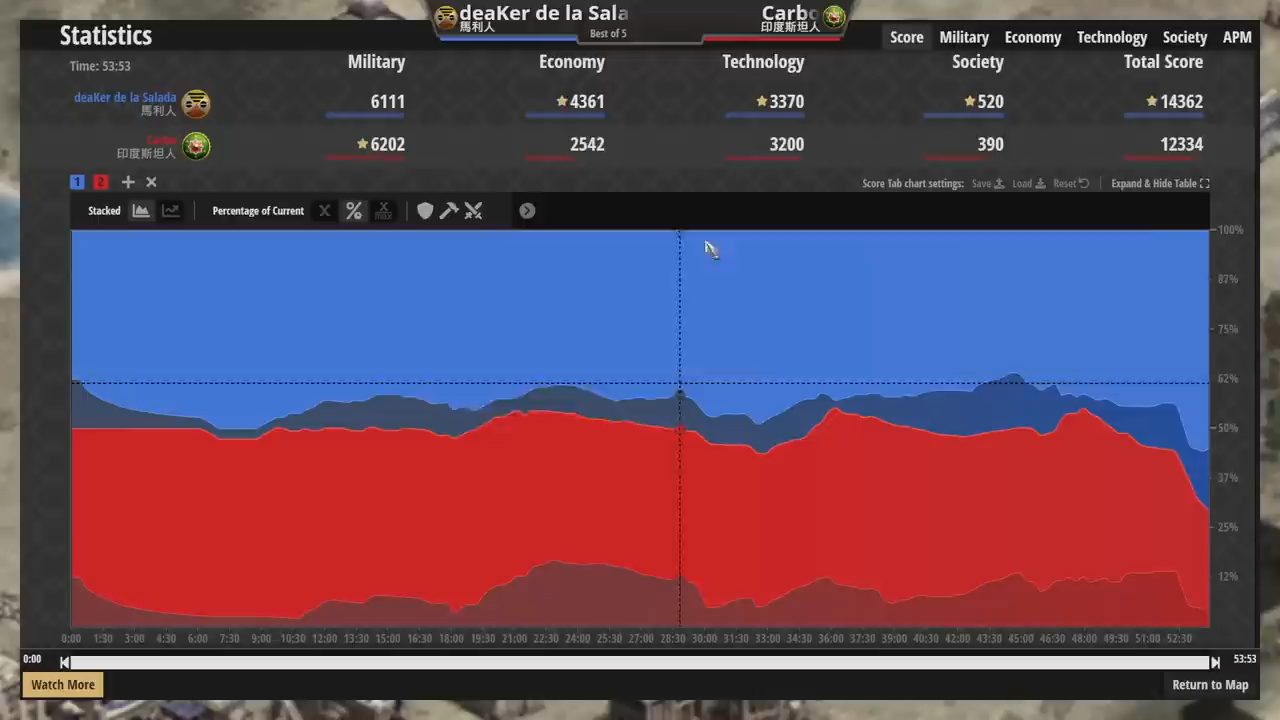 deaKer de la Sala
馬利人
Best of 5
Carbo
印度斯坦人
Statistics
Score Military Economy Technology Society APM
Time: 53:53
Military Economy Technology Society Total Score
deaKer de la Salada
馬利人
6111 4361 3370 520 14362
Carbo
印度斯坦人
6202 2542 3200 390 12334
1 2
Score Tab chart settings: Save Load Reset Expand & Hide Table
Stacked Percentage of Current X % X max
100%
87%
75%
62%
50%
37%
25%
12%
0:00 1:30 3:00 4:30 6:00 7:30 9:00 10:30 12:00 13:30 15:00 16:30 18:00 19:30 21:00 22:30 24:00 25:30 27:00 28:30 30:00 31:30 33:00 34:30 36:00 37:30 39:00 40:30 42:00 43:30 45:00 46:30 48:00 49:30 51:00 52:30
0:00 53:53
Watch More Return to Map